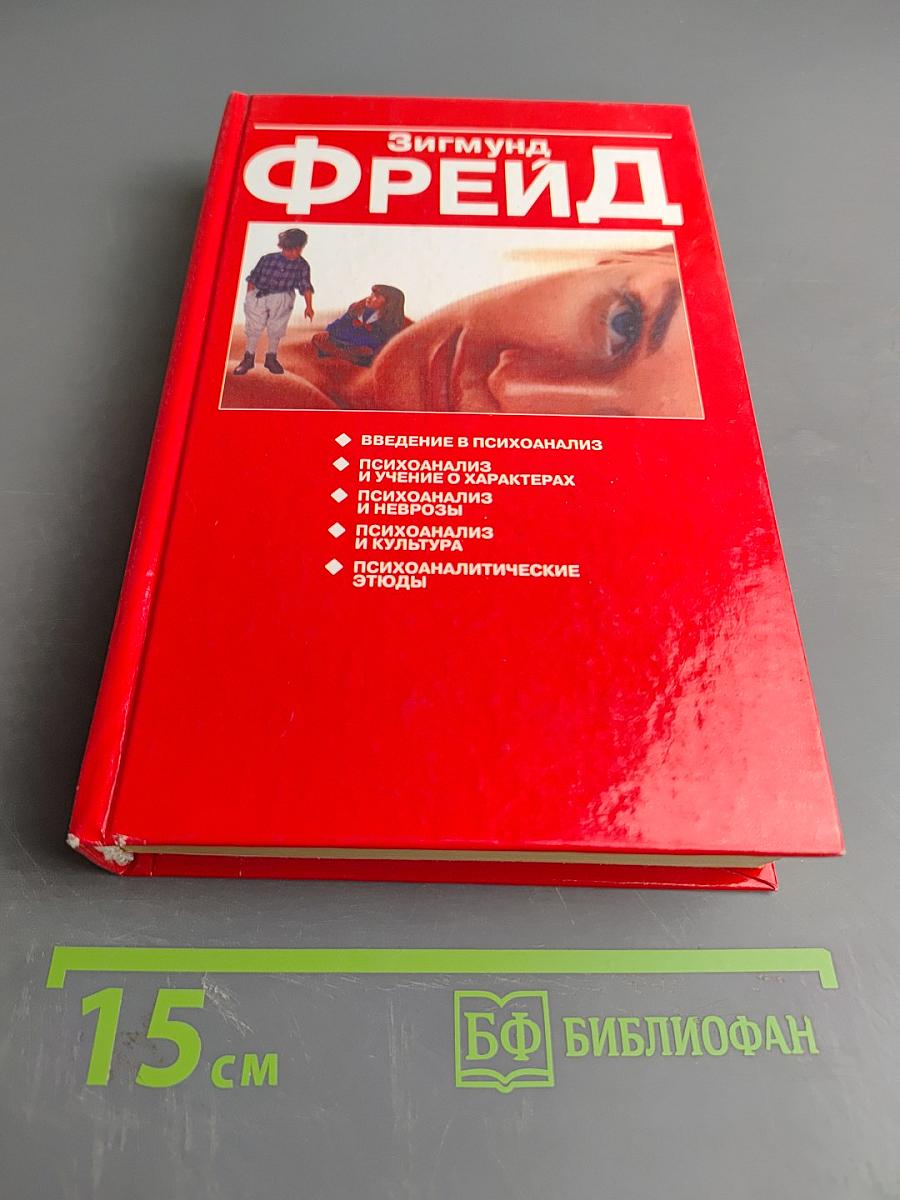 Зигмунд
ФРЕЙД
ВВЕДЕНИЕ В ПСИХОАНАЛИЗ
ПСИХОАНАЛИЗ
И УЧЕНИЕ О ХАРАКТЕРАХ
ПСИХОАНАЛИЗ
И НЕВРОЗЫ
ПСИХОАНАЛИЗ
И КУЛЬТУРА
ПСИХОАНАЛИТИЧЕСКИЕ
ЭТЮДЫ
15 см
БФ БИБЛИОФАН